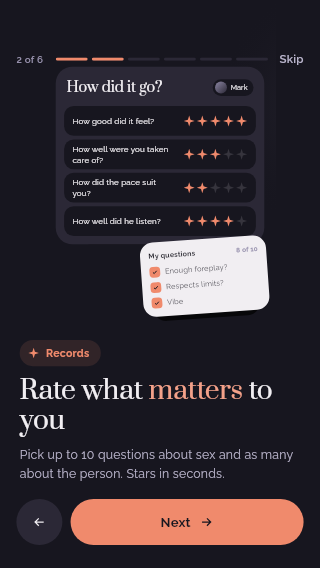 2 of 6
Skip
How did it go?
Mark
How good did it feel?
How well were you taken
care of?
How did the pace suit
you?
How well did he listen?
My questions
8 of 10
Enough foreplay?
Respects limits?
Vibe
Records
Rate what matters to
you
Pick up to 10 questions about sex and as many
about the person. Stars in seconds.
Next